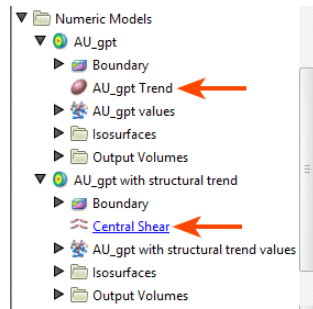 Numeric Models
AU_gpt
Boundary
AU_gpt Trend
AU_gpt values
Isosurfaces
Output Volumes
AU_gpt with structural trend
Boundary
Central Shear
AU_gpt with structural trend values
Isosurfaces
Output Volumes